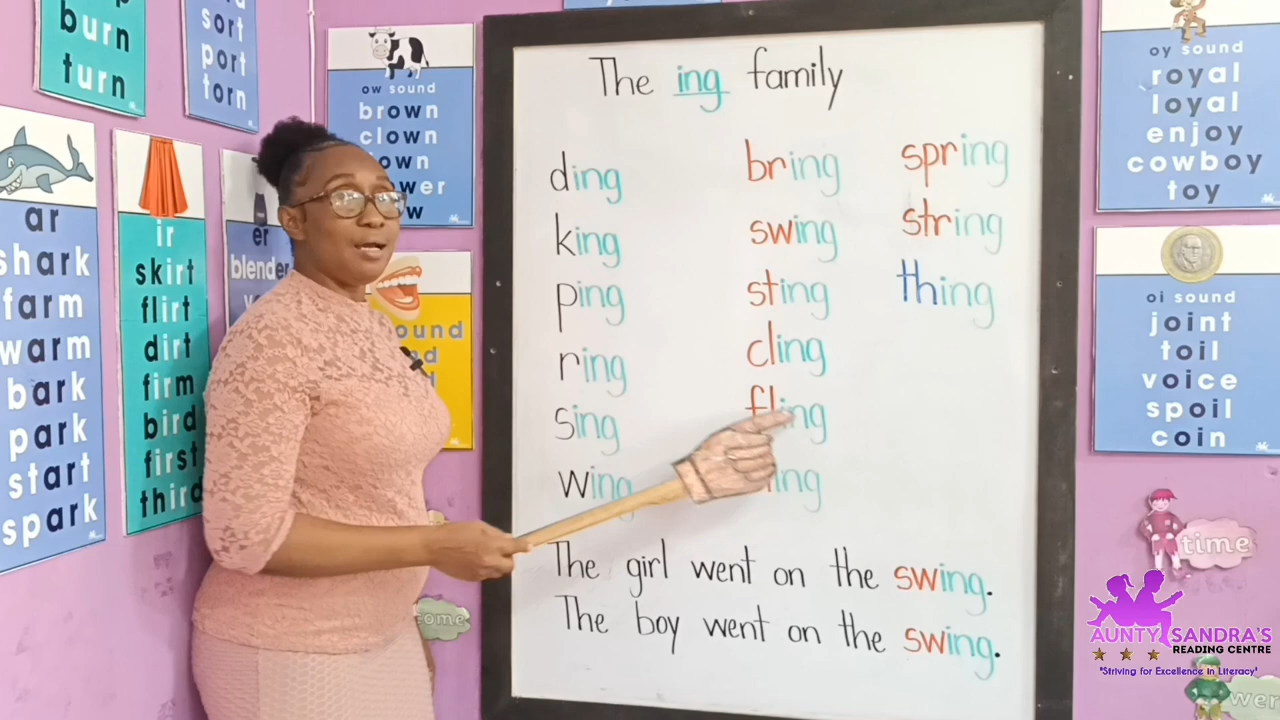 burn
turn
sort
port
torn
ow sound
brown
clown
oy sound
royal
loyal
enjoy
cowboy
toy
ar
shark
farm
warm
bark
park
start
spark
ir
skirt
flirt
dirt
firm
bird
first
third
er
blender
The ing family
ding
king
ping
ring
sing
wing
bring
swing
sting
cling
fling
spring
string
thing
The girl went on the swing.
The boy went on the swing.
oi sound
joint
toil
voice
spoil
coin
time
AUNTY SANDRA'S
READING CENTRE
"Striving for Excellence in Literacy"